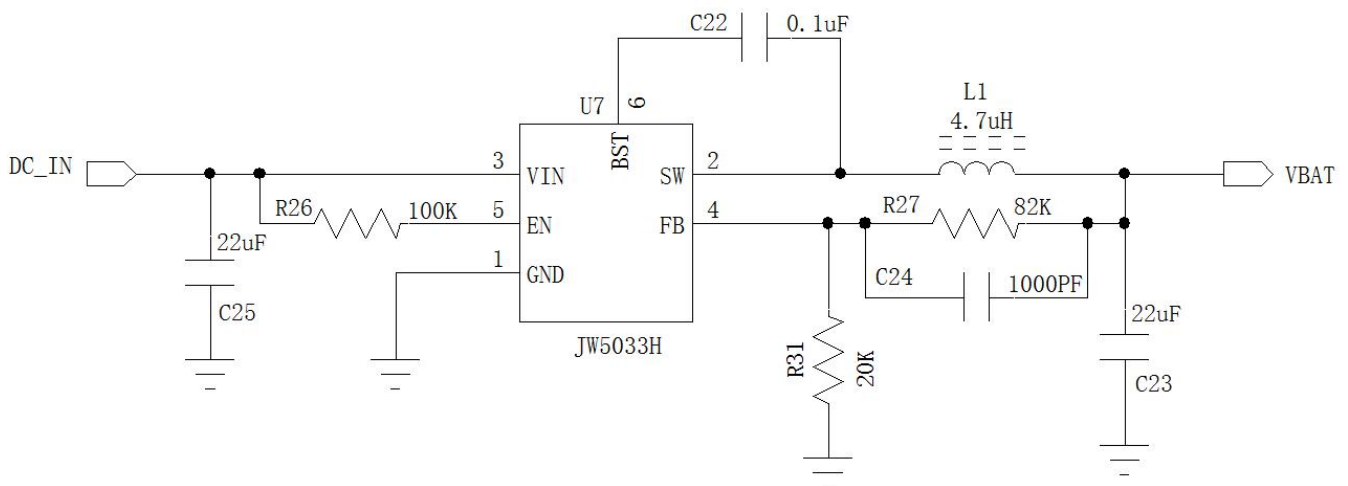 C22 0.1uF
U7 6
L1
4.7uH
BST
DC_IN 3 VIN SW 2 VBAT
R26 100K 5 EN FB 4 R27 82K
22uF
1 GND C24 1000PF
C25
22uF
JW5033H R31 20K
C23